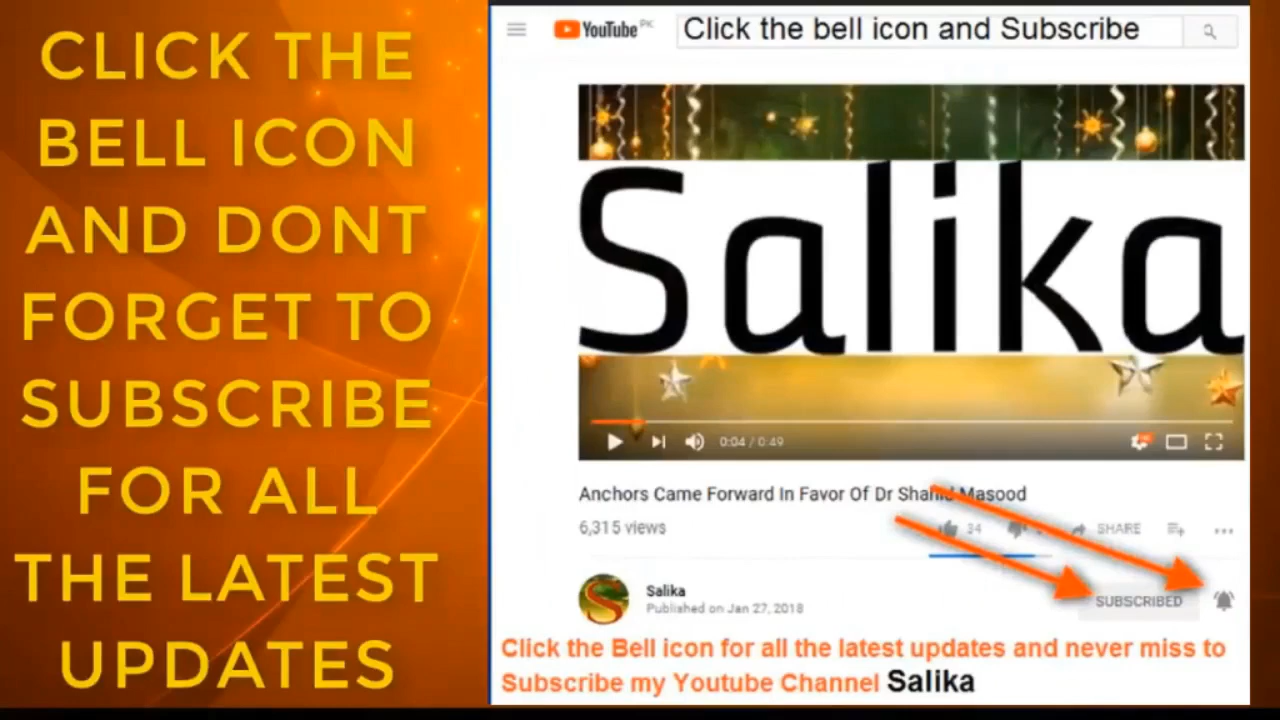 CLICK THE
BELL ICON
AND DONT
FORGET TO
SUBSCRIBE
FOR ALL
THE LATEST
UPDATES
YouTube PK
Click the bell icon and Subscribe
Salika
0:04 / 0:49
Anchors Came Forward In Favor Of Dr Shahid Masood
6,315 views
34
SHARE
Salika
Published on Jan 27, 2018
SUBSCRIBED
Click the Bell icon for all the latest updates and never miss to
Subscribe my Youtube Channel Salika